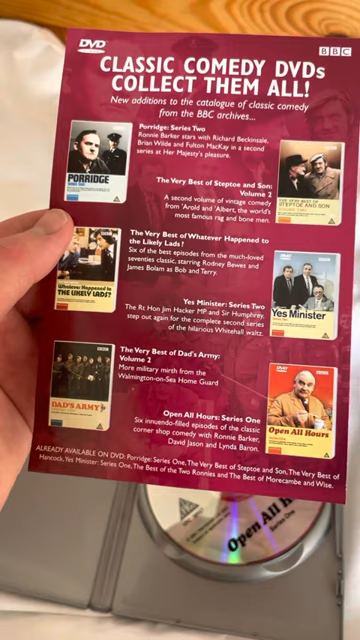 DVD
VIDEO
BBC
CLASSIC COMEDY DVDs
COLLECT THEM ALL!
New additions to the catalogue of classic comedy
from the BBC archives...
Porridge: Series Two
Ronnie Barker stars with Richard Beckinsale,
Brian Wilde and Fulton MacKay in a second
series at Her Majesty's pleasure.
PORRIDGE
The Very Best of Steptoe and Son:
Volume 2
A second volume of vintage comedy
from 'Arold and 'Albert, the world's
most famous rag and bone men.
THE VERY BEST OF
STEPTOE AND SON
The Very Best of Whatever Happened to
the Likely Lads?
Six of the best episodes from the much-loved
seventies classic, starring Rodney Bewes and
James Bolam as Bob and Terry.
Whatever Happened to
THE LIKELY LADS?
Yes Minister: Series Two
The Rt Hon Jim Hacker MP and Sir Humphrey,
step out again for the complete second series
of the hilarious Whitehall waltz.
Yes Minister
The Very Best of Dad's Army:
Volume 2
More military mirth from the
Walmington-on-Sea Home Guard
DAD'S ARMY
Open All Hours: Series One
Six innuendo-filled episodes of the classic
corner shop comedy with Ronnie Barker,
David Jason and Lynda Baron.
DVD
Open All Hours
ALREADY AVAILABLE ON DVD: Porridge: Series One, The Very Best of Steptoe and Son, The Very Best of
Hancock, Yes Minister: Series One, The Best of the Two Ronnies and The Best of Morecambe and Wise.
Open All H
Series One